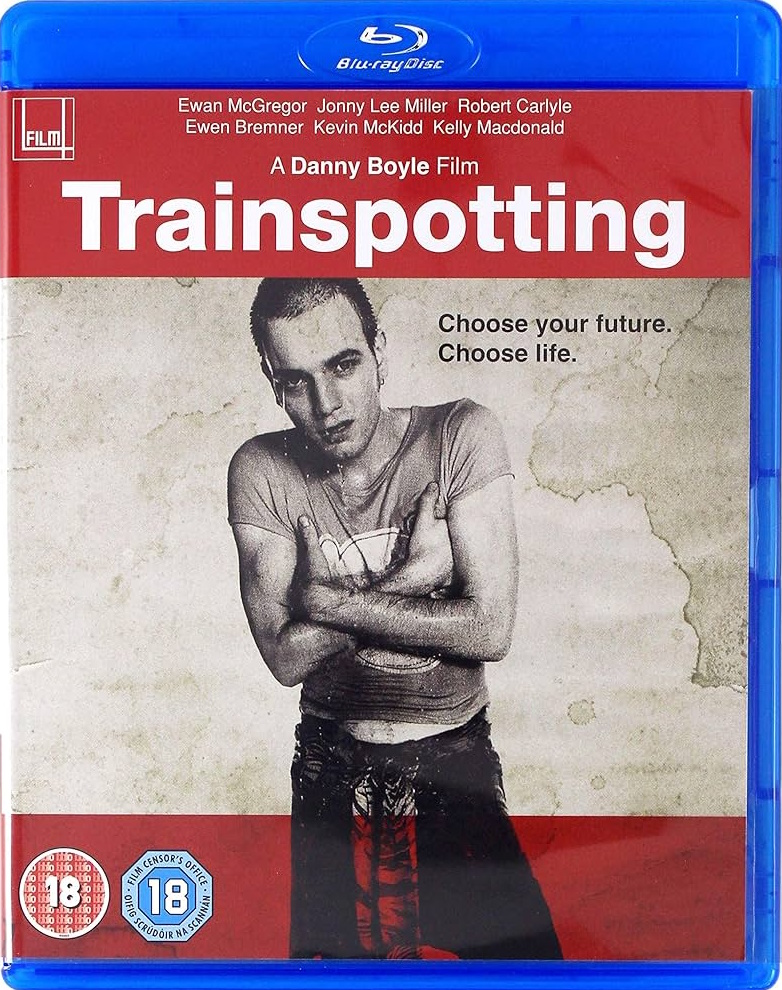 Blu-ray Disc
FILM
Ewan McGregor Jonny Lee Miller Robert Carlyle
Ewen Bremner Kevin McKidd Kelly Macdonald
A Danny Boyle Film
Trainspotting
Choose your future.
Choose life.
18
FILM CENSOR'S OFFICE
18
OIFIG SCRÚDÓIR NA SCANNÁN